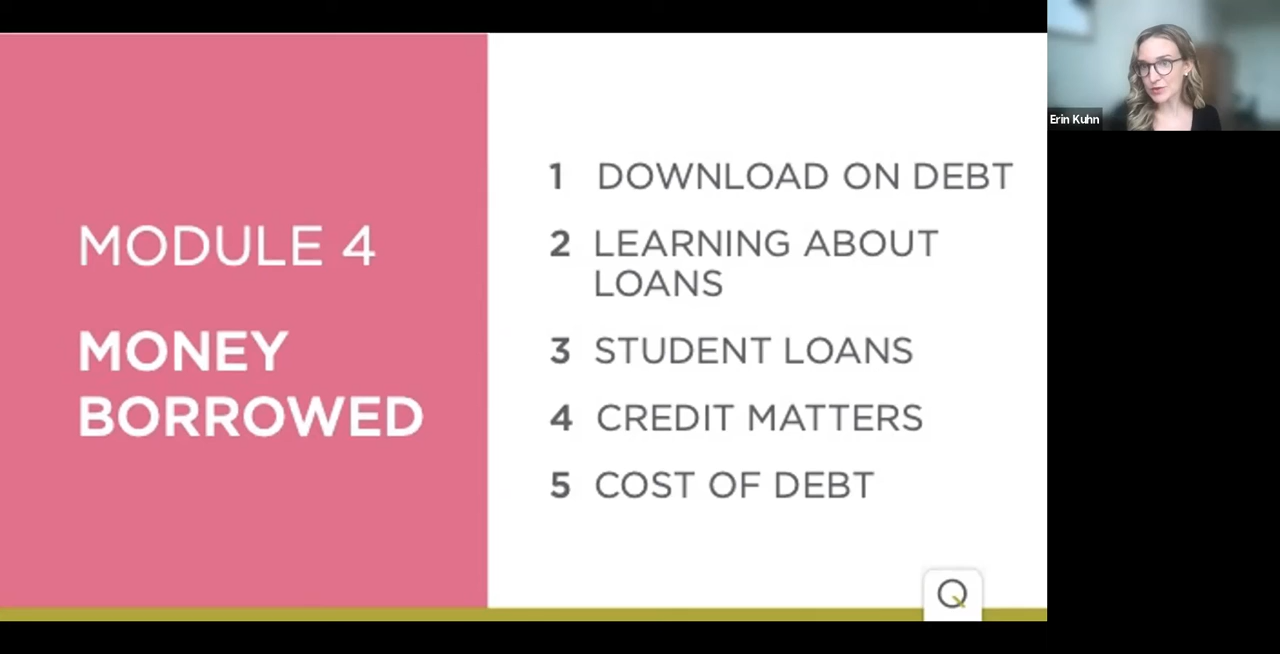 MODULE 4
MONEY
BORROWED
1 DOWNLOAD ON DEBT
2 LEARNING ABOUT
LOANS
3 STUDENT LOANS
4 CREDIT MATTERS
5 COST OF DEBT
Q
Erin Kuhn